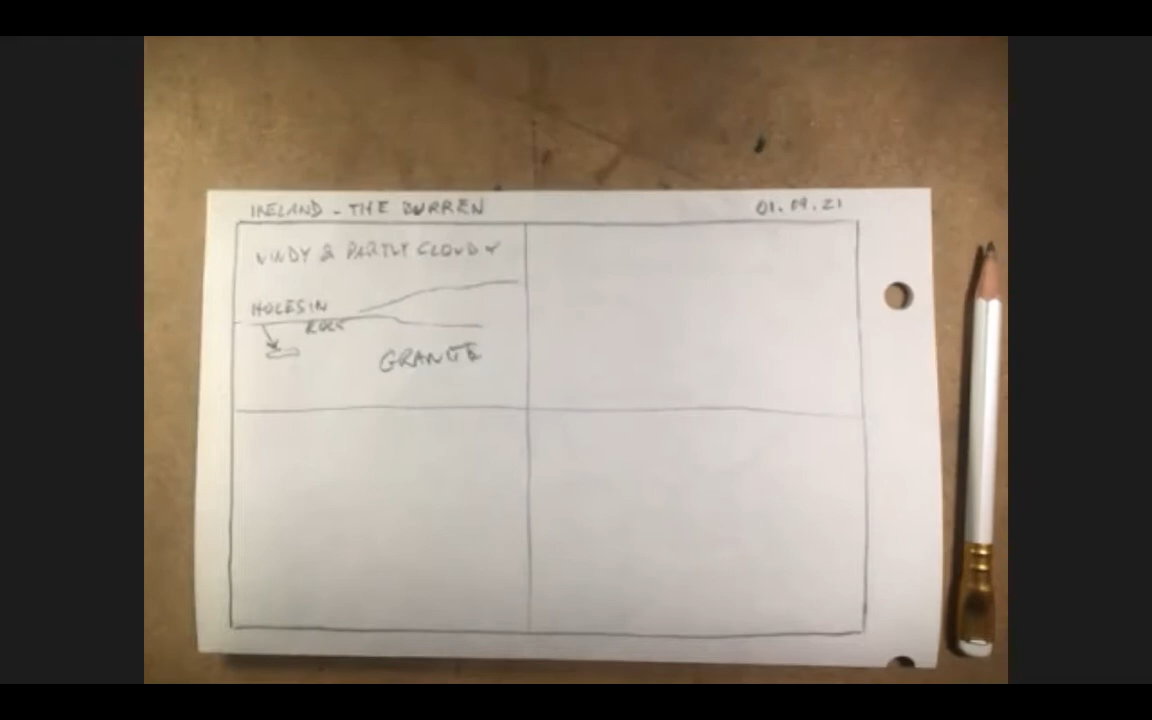 IRELAND - THE BURREN
01.09.21
WINDY & PARTLY CLOUDY
HOLES IN
ROCK
GRANITE